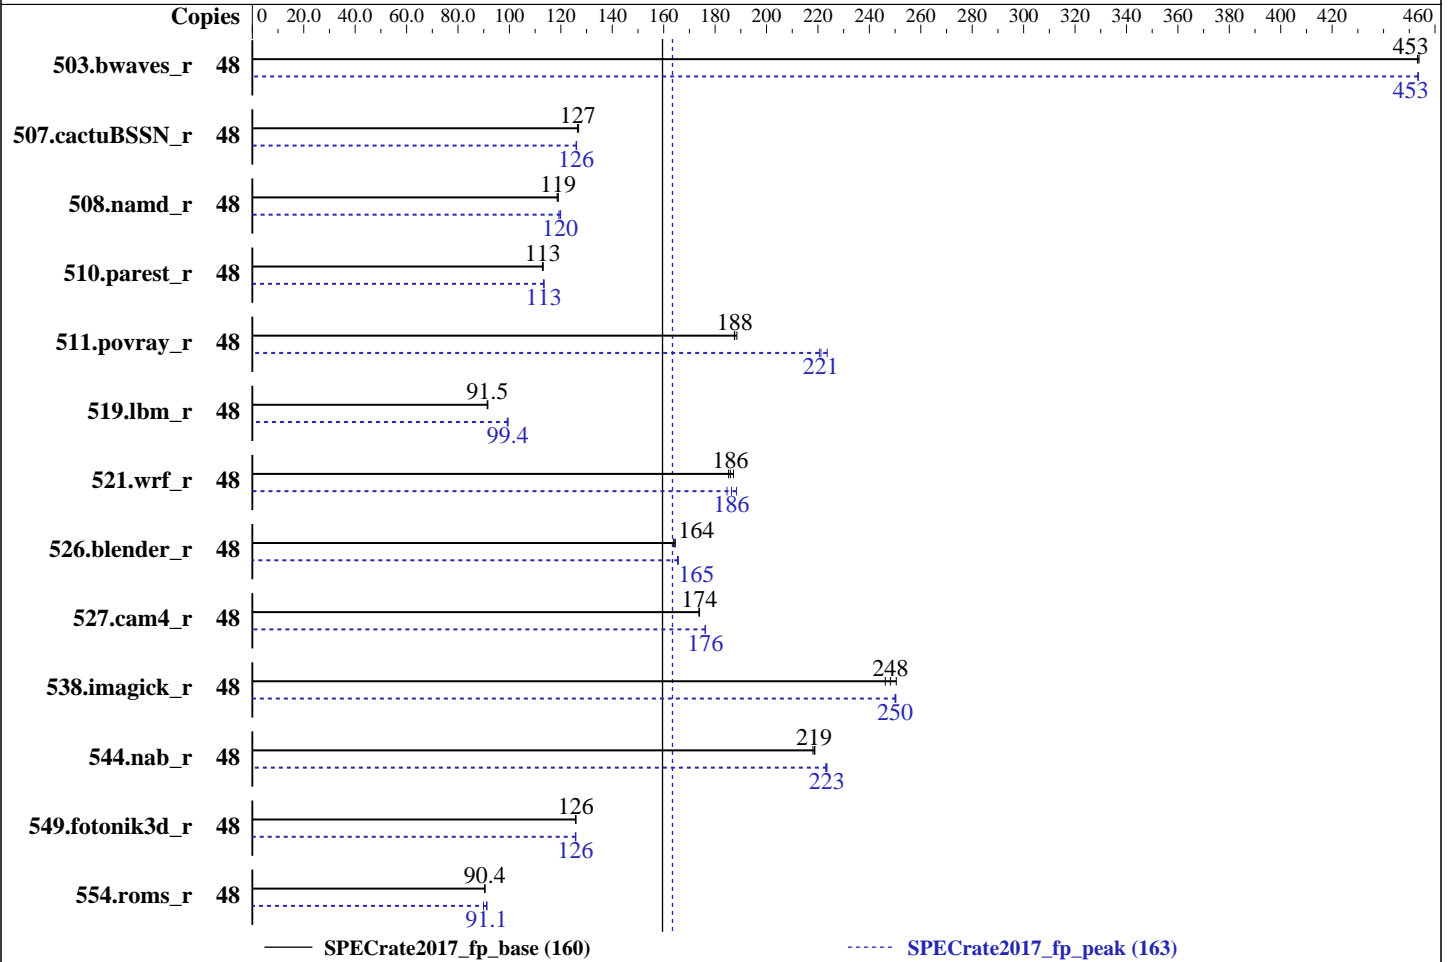 Copies 0 20.0 40.0 60.0 80.0 100 120 140 160 180 200 220 240 260 280 300 320 340 360 380 400 420 460
503.bwaves_r 48 453
453
507.cactuBSSN_r 48 127
126
508.namd_r 48 119
120
510.parest_r 48 113
113
511.povray_r 48 188
221
519.lbm_r 48 91.5
99.4
521.wrf_r 48 186
186
526.blender_r 48 164
165
527.cam4_r 48 174
176
538.imagick_r 48 248
250
544.nab_r 48 219
223
549.fotonik3d_r 48 126
126
554.roms_r 48 90.4
91.1
SPECrate2017_fp_base (160) SPECrate2017_fp_peak (163)